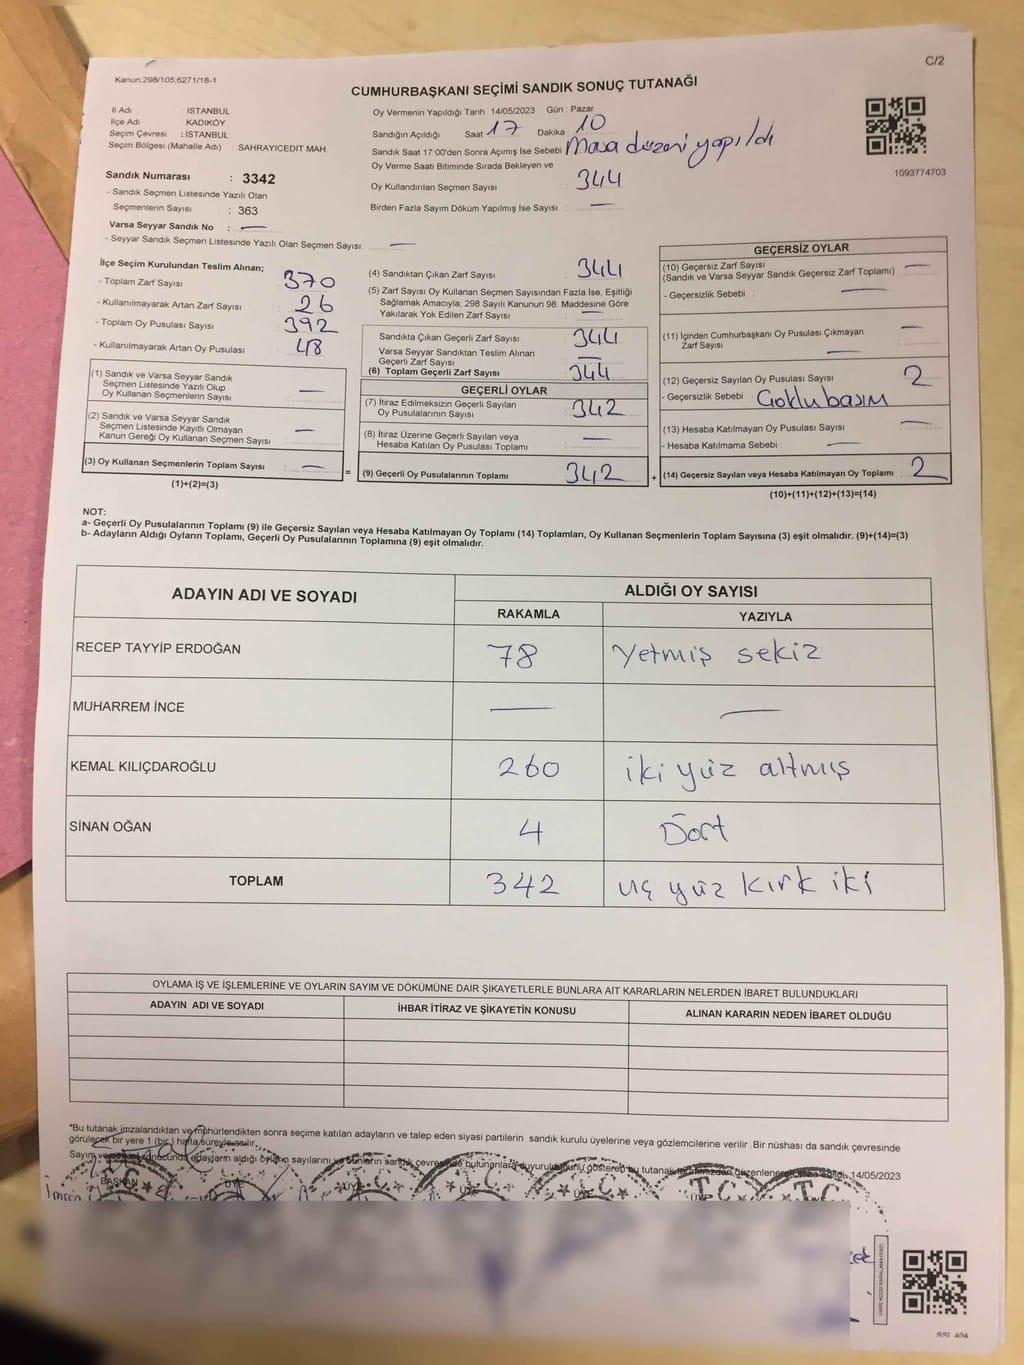 C/2
Kanun;298/105;6271/18-1
CUMHURBAŞKANI SEÇİMİ SANDIK SONUÇ TUTANAĞI
İl Adı : İSTANBUL
İlçe Adı : KADIKÖY
Seçim Çevresi : İSTANBUL
Seçim Bölgesi (Mahalle Adı) : SAHRAYICEDIT MAH.
Sandık Numarası : 3342
- Sandık Seçmen Listesinde Yazılı Olan
Seçmenlerin Sayısı : 363
Varsa Seyyar Sandık No : —
- Seyyar Sandık Seçmen Listesinde Yazılı Olan Seçmen Sayısı: —
Oy Vermenin Yapıldığı Tarih 14/05/2023 Gün : Pazar
Sandığın Açıldığı Saat 17 Dakika 10
Sandık Saat 17:00'den Sonra Açımış İse Sebebi : Masa düzeni yapıldı
Oy Verme Saati Bitiminde Sırada Bekleyen ve
Oy Kullandırılan Seçmen Sayısı : 344
Birden Fazla Sayım Döküm Yapılmış İse Sayısı : —
1093774703
İlçe Seçim Kurulundan Teslim Alınan;
- Toplam Zarf Sayısı : 370
- Kullanılmayarak Artan Zarf Sayısı : 26
- Toplam Oy Pusulası Sayısı : 392
- Kullanılmayarak Artan Oy Pusulası : 48
(1) Sandık ve Varsa Seyyar Sandık
Seçmen Listesinde Yazılı Olup
Oy Kullanan Seçmenlerin Sayısı : —
(2) Sandık ve Varsa Seyyar Sandık
Seçmen Listesinde Kayıtlı Olmayan
Kanun Gereği Oy Kullanan Seçmen Sayısı : —
(3) Oy Kullanan Seçmenlerin Toplam Sayısı : —
(1)+(2)=(3)
(4) Sandıktan Çıkan Zarf Sayısı : 344
(5) Zarf Sayısı Oy Kullanan Seçmen Sayısından Fazla İse, Eşitliği
Sağlamak Amacıyla, 298 Sayılı Kanunun 98. Maddesine Göre
Yakılarak Yok Edilen Zarf Sayısı : —
Sandıkta Çıkan Geçerli Zarf Sayısı : 344
Varsa Seyyar Sandıktan Teslim Alınan
Geçerli Zarf Sayısı : —
(6) Toplam Geçerli Zarf Sayısı : 344
GEÇERLİ OYLAR
(7) İtiraz Edilmeksizin Geçerli Sayılan
Oy Pusulalarının Sayısı : 342
(8) İtiraz Üzerine Geçerli Sayılan veya
Hesaba Katılan Oy Pusulası Toplamı : —
= (9) Geçerli Oy Pusulalarının Toplamı : 342
GEÇERSİZ OYLAR
(10) Geçersiz Zarf Sayısı : —
(Sandık ve Varsa Seyyar Sandık Geçersiz Zarf Toplamı)
- Geçersizlik Sebebi : —
(11) İçinden Cumhurbaşkanı Oy Pusulası Çıkmayan : —
Zarf Sayısı —
(12) Geçersiz Sayılan Oy Pusulası Sayısı : 2
- Geçersizlik Sebebi : Çoklu basım
(13) Hesaba Katılmayan Oy Pusulası Sayısı : —
- Hesaba Katılmama Sebebi : —
+ (14) Geçersiz Sayılan veya Hesaba Katılmayan Oy Toplamı : 2
(10)+(11)+(12)+(13)=(14)
NOT:
a- Geçerli Oy Pusulalarının Toplamı (9) ile Geçersiz Sayılan veya Hesaba Katılmayan Oy Toplamı (14) Toplamları, Oy Kullanan Seçmenlerin Toplam Sayısına (3) eşit olmalıdır. (9)+(14)=(3)
b- Adayların Aldığı Oyların Toplamı, Geçerli Oy Pusulalarının Toplamına (9) eşit olmalıdır.
ADAYIN ADI VE SOYADI
ALDIĞI OY SAYISI
RAKAMLA YAZIYLA
RECEP TAYYİP ERDOĞAN 78 Yetmiş sekiz
MUHARREM İNCE — —
KEMAL KILIÇDAROĞLU 260 iki yüz altmış
SİNAN OĞAN 4 Dört
TOPLAM 342 üç yüz kırk iki
OYLAMA İŞ VE İŞLEMLERİNE VE OYLARIN SAYIM VE DÖKÜMÜNE DAİR ŞİKAYETLERLE BUNLARA AİT KARARLARIN NELERDEN İBARET BULUNDUKLARI
ADAYIN ADI VE SOYADI İHBAR İTİRAZ VE ŞİKAYETİN KONUSU ALINAN KARARIN NEDEN İBARET OLDUĞU
*Bu tutanak imzalandıktan ve mühürlendikten sonra seçime katılan adayların ve talep eden siyasi partilerin sandık kurulu üyelerine veya gözlemcilerine verilir .Bir nüshası da sandık çevresinde
görülecek bir yere 1 (bir ) hafta süreyle asılır.
14/05/2023
BAŞKAN ÜYE ÜYE ÜYE ÜYE ÜYE
T.C. T.C.